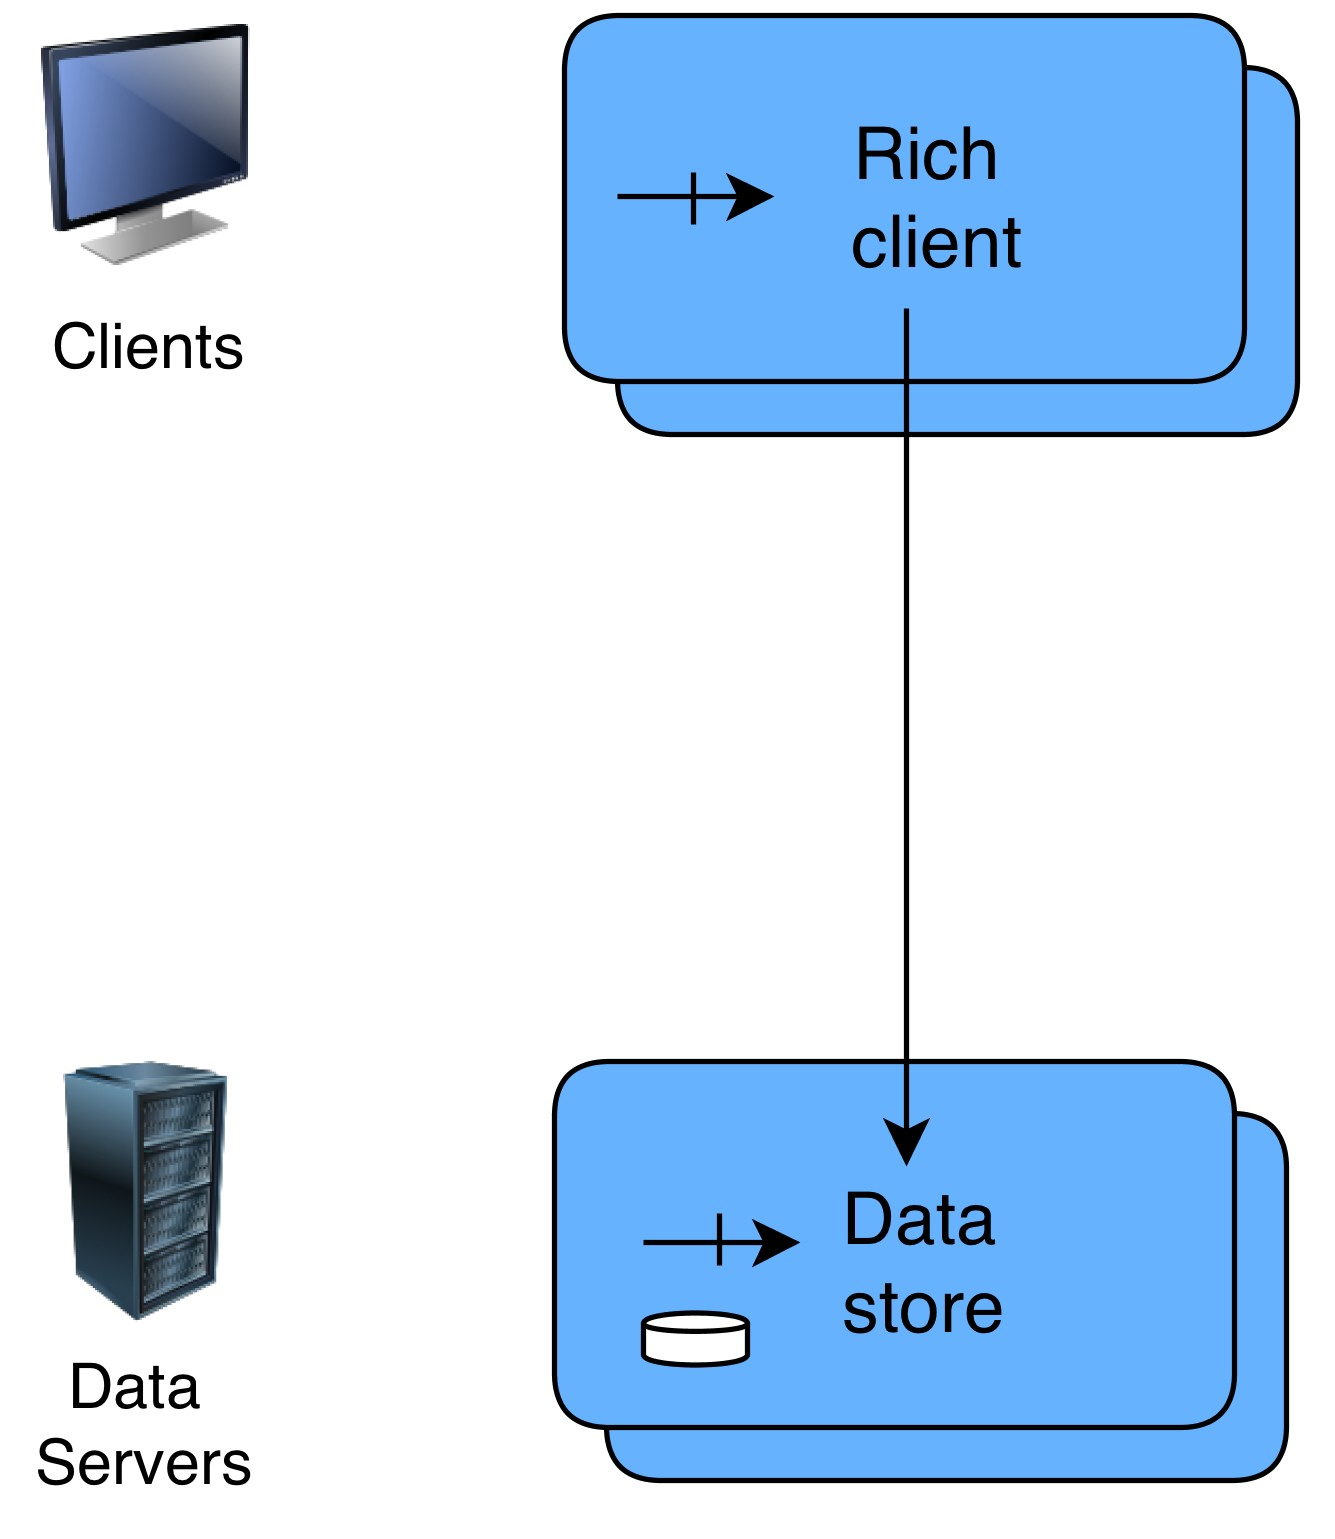 Rich
client
Clients
Data
store
Data
Servers